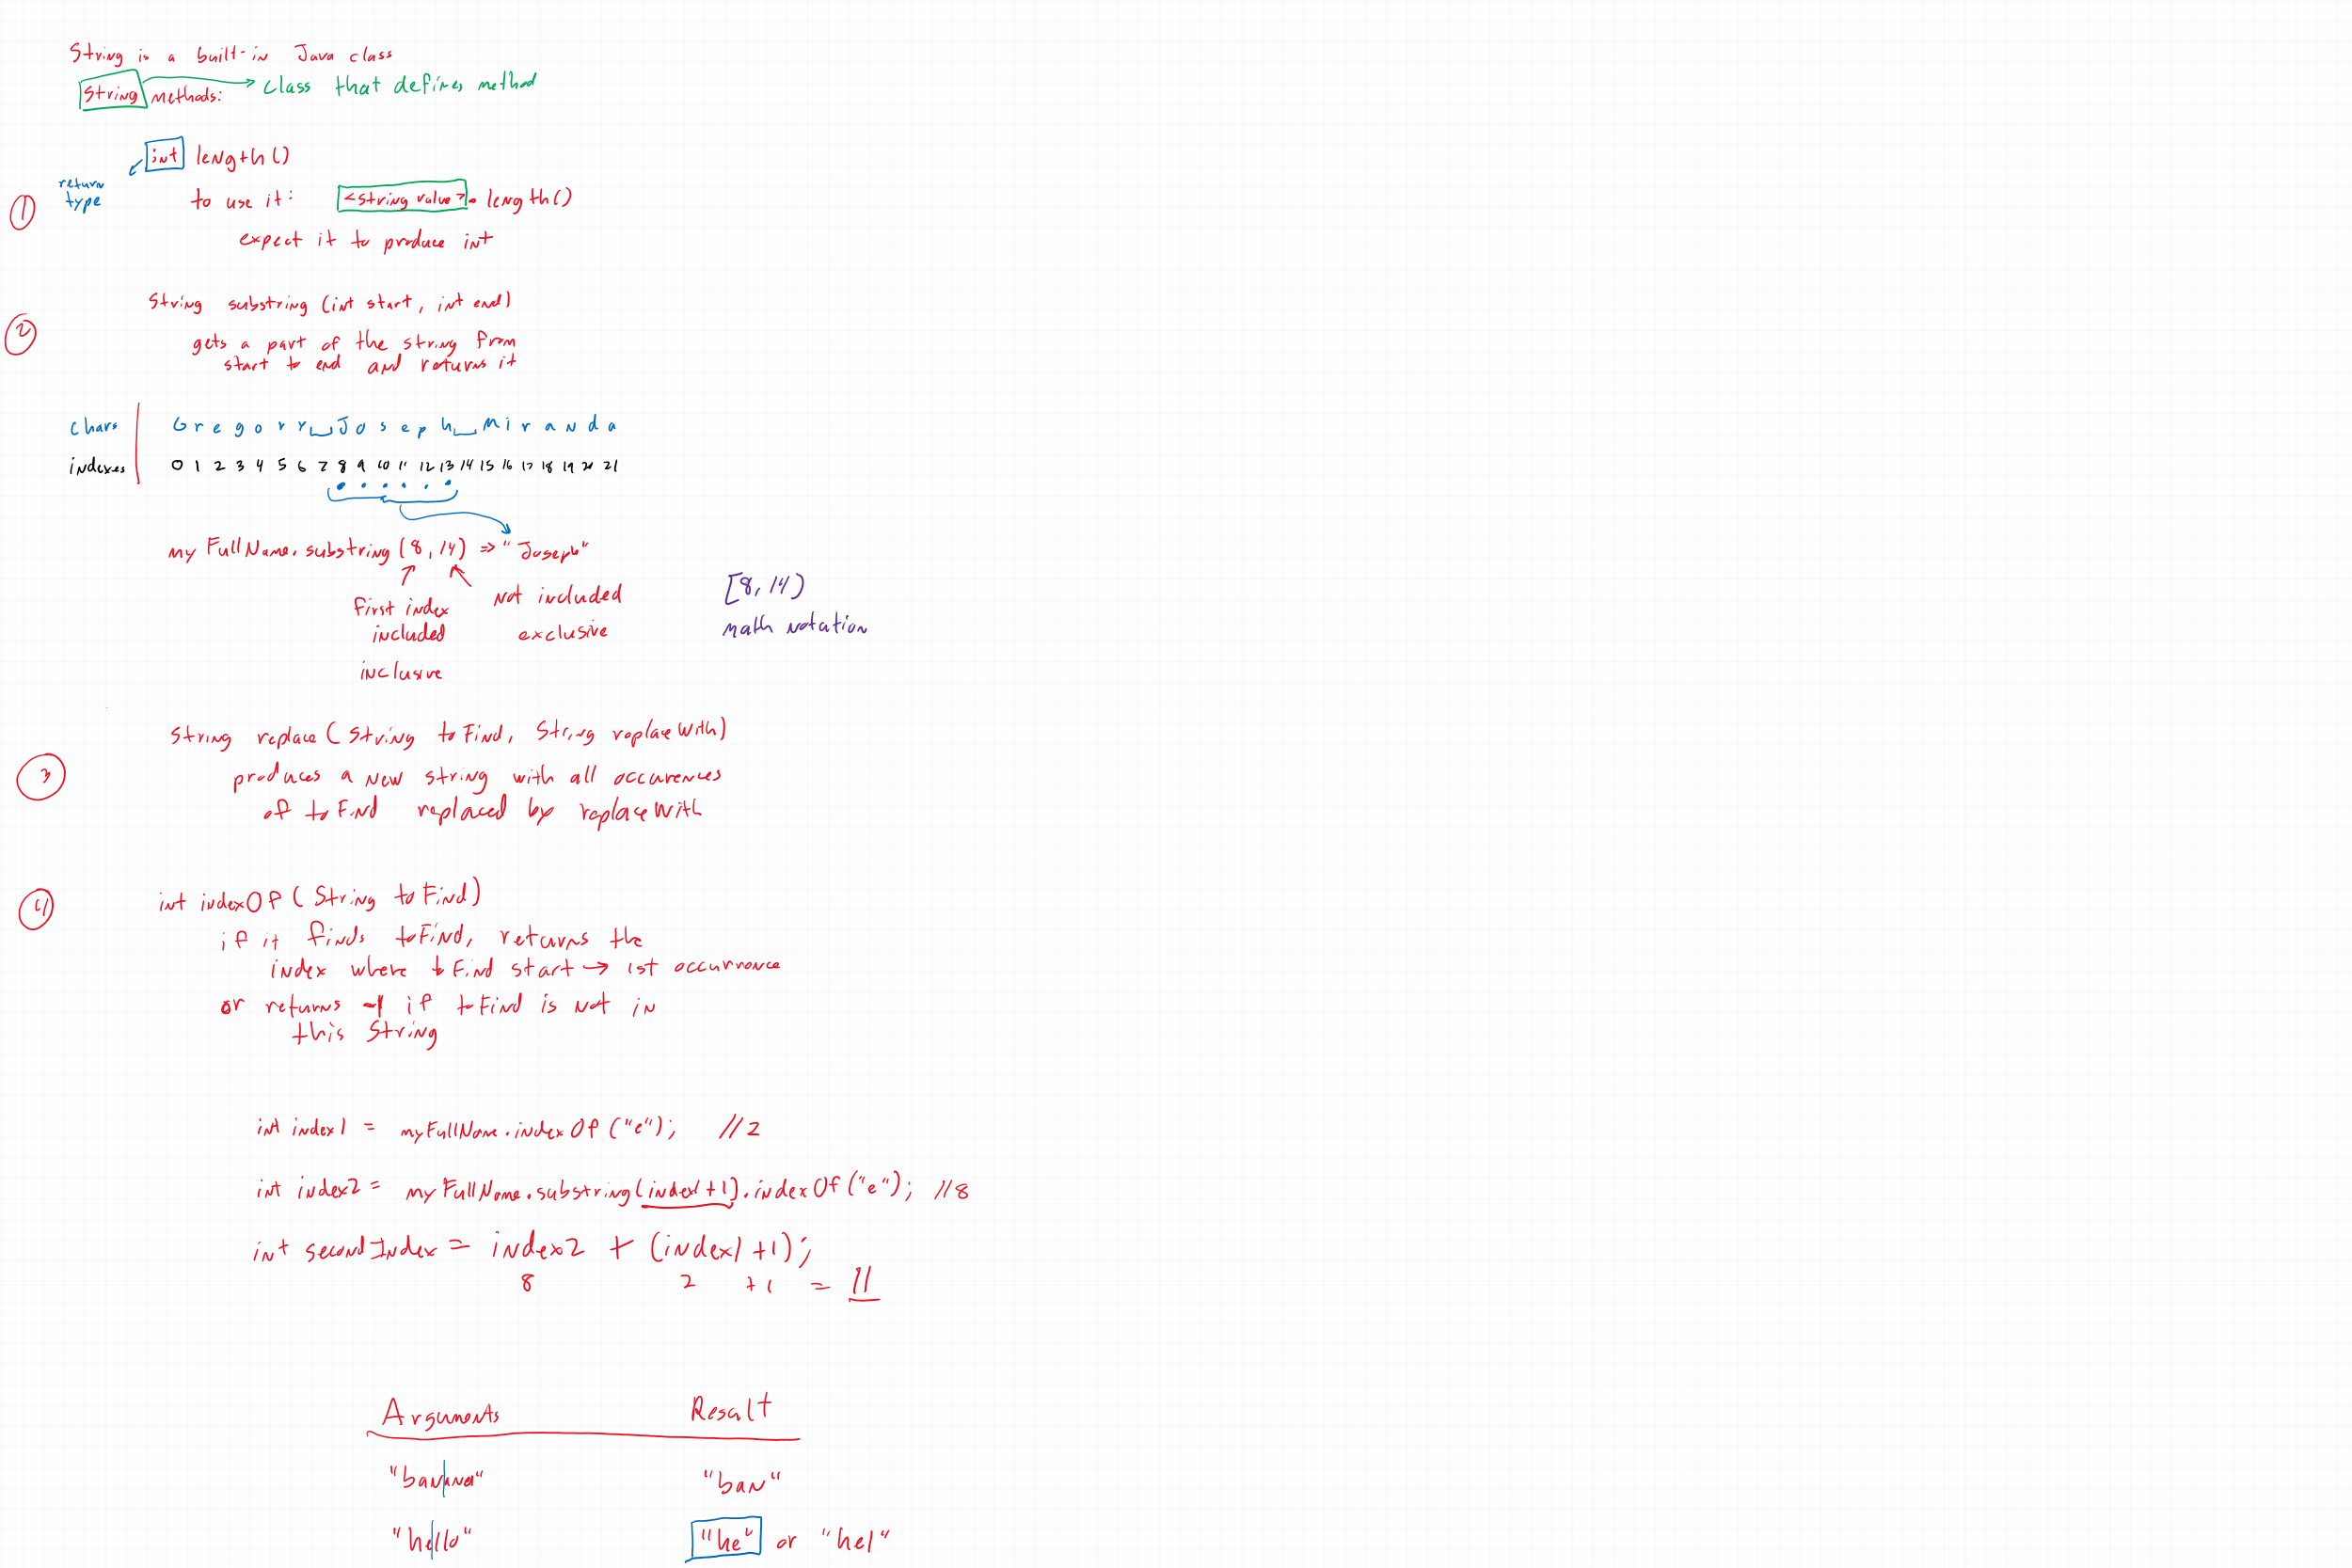 String is a built-in Java class
String methods: → class that defines method
int length()
return
type
① to use it: <String value>.length()
expect it to produce int
String substring (int start, int end)
②
gets a part of the string from
start to end and returns it
chars | G r e g o r y ␣ J o s e p h ␣ M i r a n d a
indexes | 0 1 2 3 4 5 6 7 8 9 10 11 12 13 14 15 16 17 18 19 20 21
myFullName.substring(8,14) => "Joseph"
first index
included
inclusive
not included
exclusive
[8, 14)
math notation
String replace(String toFind, String replaceWith)
③
produces a new string with all occurences
of toFind replaced by replaceWith
④ int indexOf(String toFind)
if it finds toFind, returns the
index where toFind start → 1st occurrence
or returns -1 if toFind is not in
this String
int index1 = myFullName.indexOf("e"); //2
int index2 = myFullName.substring(index1+1).indexOf("e"); //8
int secondIndex = index2 + (index1 +1);
8 2 +1 = 11
Arguments Result
"banana" "ban"
"hello" "he" or "hel"